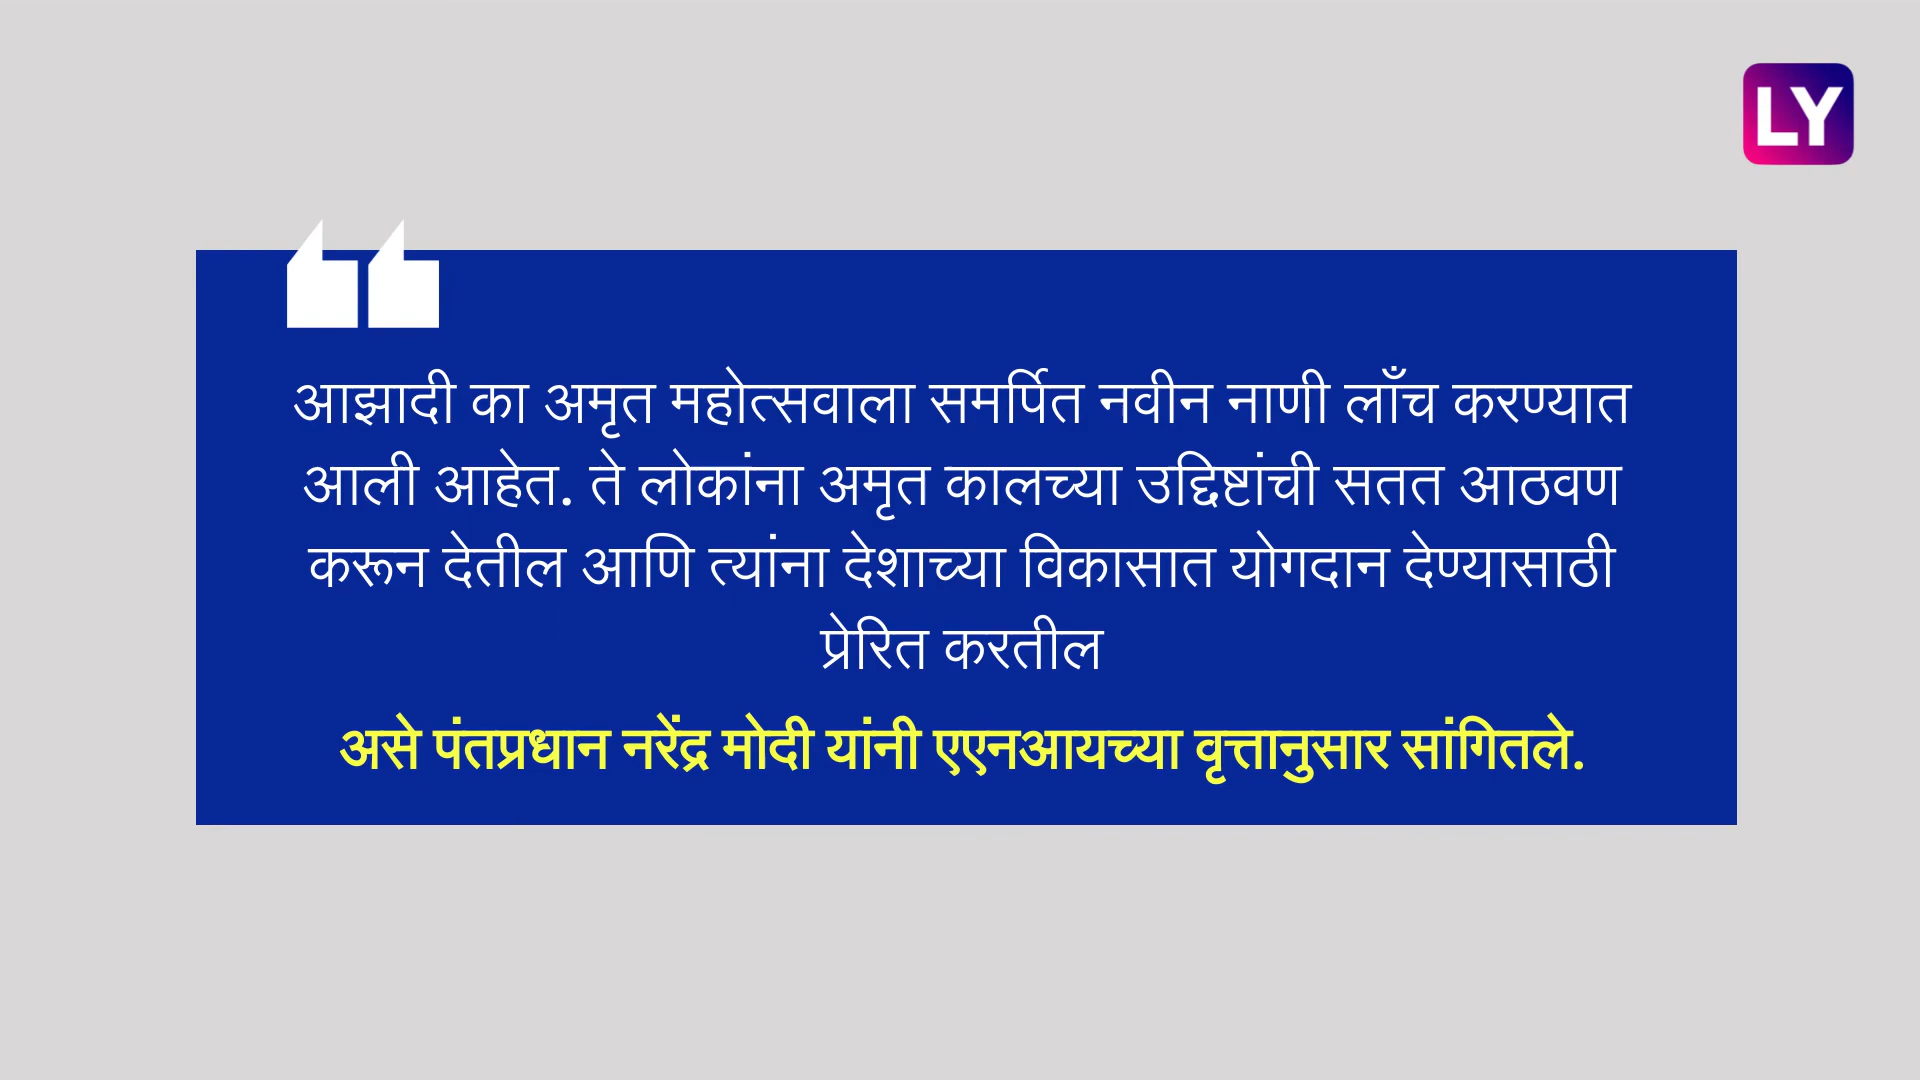 LY
आझादी का अमृत महोत्सवाला समर्पित नवीन नाणी लाँच करण्यात
आली आहेत. ते लोकांना अमृत कालच्या उद्दिष्टांची सतत आठवण
करून देतील आणि त्यांना देशाच्या विकासात योगदान देण्यासाठी
प्रेरित करतील
असे पंतप्रधान नरेंद्र मोदी यांनी एएनआयच्या वृत्तानुसार सांगितले.